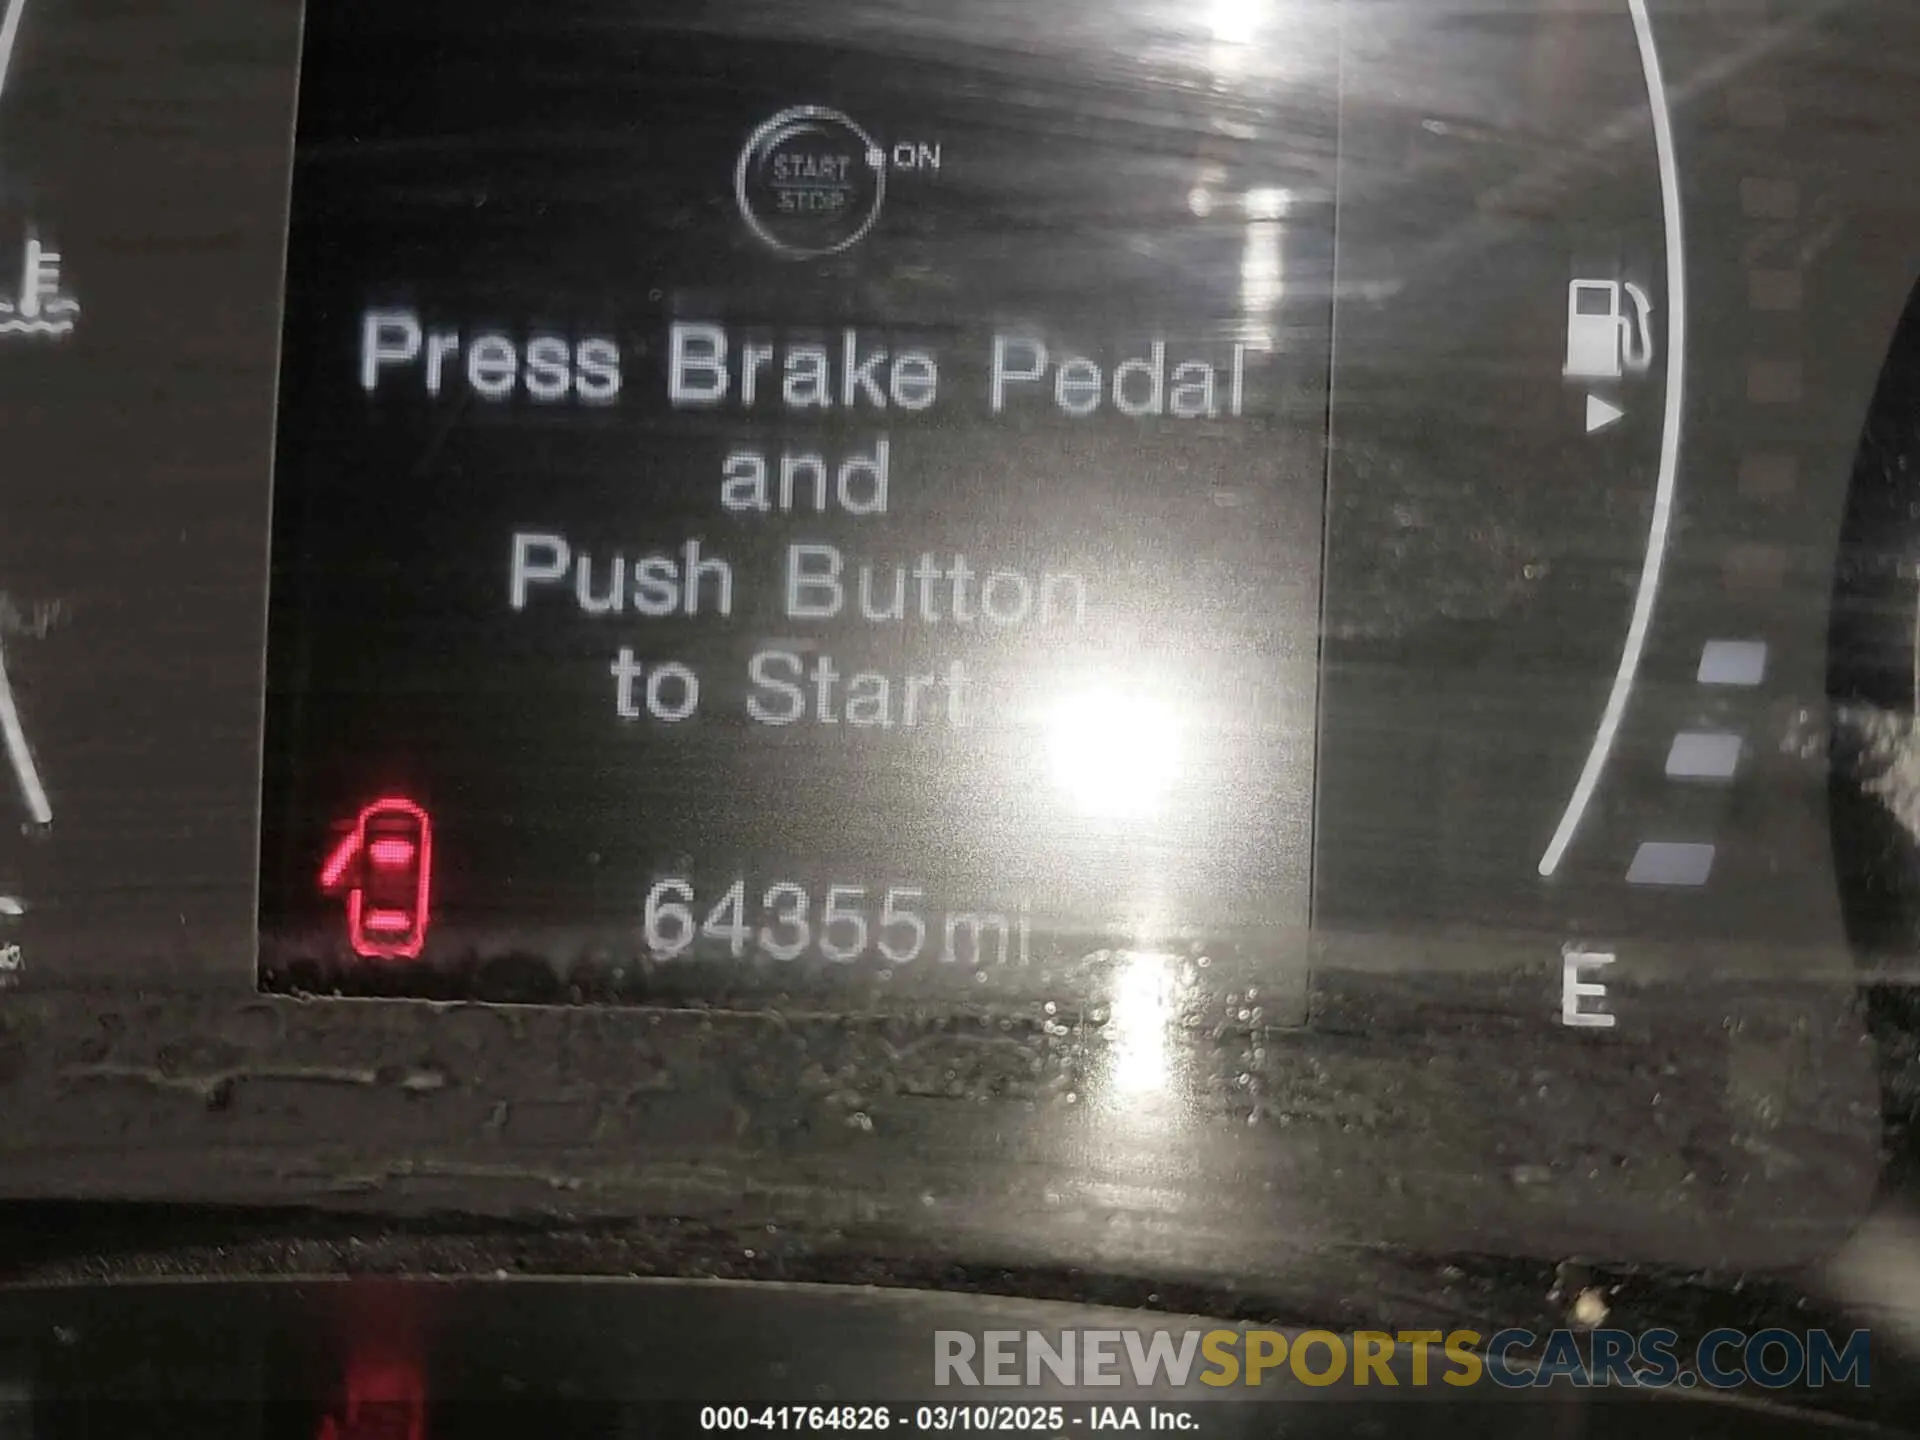 START
STOP
ON
Press Brake Pedal
and
Push Button
to Start
64355mi
E
RENEWSPORTSCARS.COM
000-41764826 - 03/10/2025 - IAA Inc.